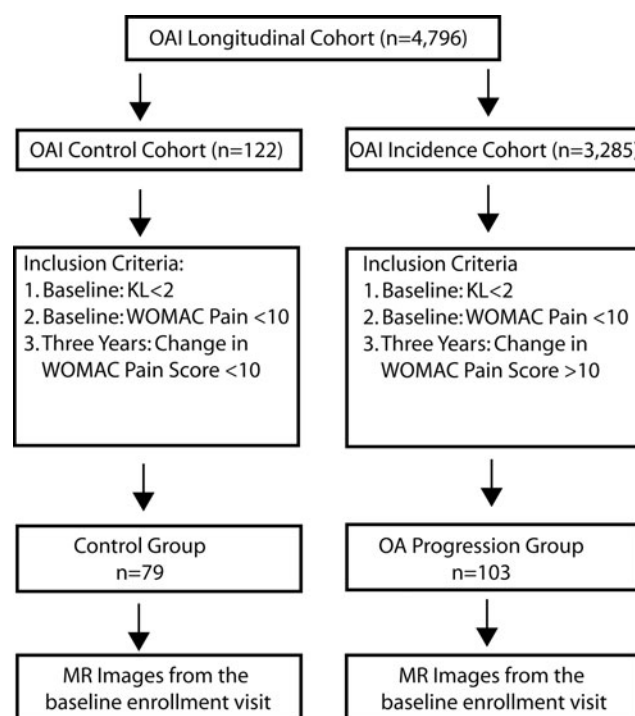 OAI Longitudinal Cohort (n=4,796)
OAI Control Cohort (n=122)
OAI Incidence Cohort (n=3,285)
Inclusion Criteria:
1. Baseline: KL<2
2. Baseline: WOMAC Pain <10
3. Three Years: Change in
WOMAC Pain Score <10
Inclusion Criteria
1. Baseline: KL<2
2. Baseline: WOMAC Pain <10
3. Three Years: Change in
WOMAC Pain Score >10
Control Group
n=79
OA Progression Group
n=103
MR Images from the
baseline enrollment visit
MR Images from the
baseline enrollment visit